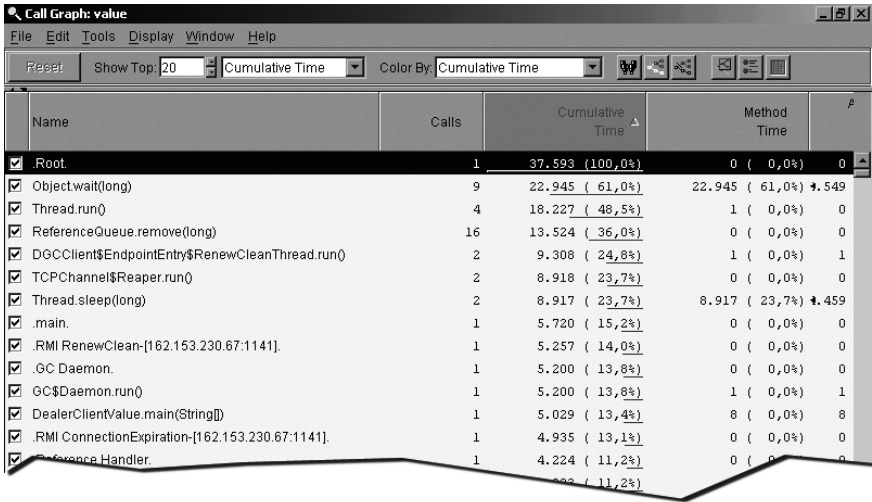 Call Graph: value
File Edit Tools Display Window Help
Reset Show Top: 20 Cumulative Time Color By: Cumulative Time
Name Calls Cumulative Time Method Time
.Root. 1 37.593 (100,0%) 0 ( 0,0%) 0
Object.wait(long) 9 22.945 ( 61,0%) 22.945 ( 61,0%) .549
Thread.run() 4 18.227 ( 48,5%) 1 ( 0,0%) 0
ReferenceQueue.remove(long) 16 13.524 ( 36,0%) 0 ( 0,0%) 0
DGCClient$EndpointEntry$RenewCleanThread.run() 2 9.308 ( 24,8%) 1 ( 0,0%) 1
TCPChannel$Reaper.run() 2 8.918 ( 23,7%) 0 ( 0,0%) 0
Thread.sleep(long) 2 8.917 ( 23,7%) 8.917 ( 23,7%) .459
.main. 1 5.720 ( 15,2%) 0 ( 0,0%) 0
.RMI RenewClean-[162.153.230.67:1141]. 1 5.257 ( 14,0%) 0 ( 0,0%) 0
.GC Daemon. 1 5.200 ( 13,8%) 0 ( 0,0%) 0
GC$Daemon.run() 1 5.200 ( 13,8%) 1 ( 0,0%) 1
DealerClientValue.main(String[]) 1 5.029 ( 13,4%) 8 ( 0,0%) 8
.RMI ConnectionExpiration-[162.153.230.67:1141]. 1 4.935 ( 13,1%) 0 ( 0,0%) 0
.Reference Handler. 1 4.224 ( 11,2%) 0 ( 0,0%) 0
( 11,2%)